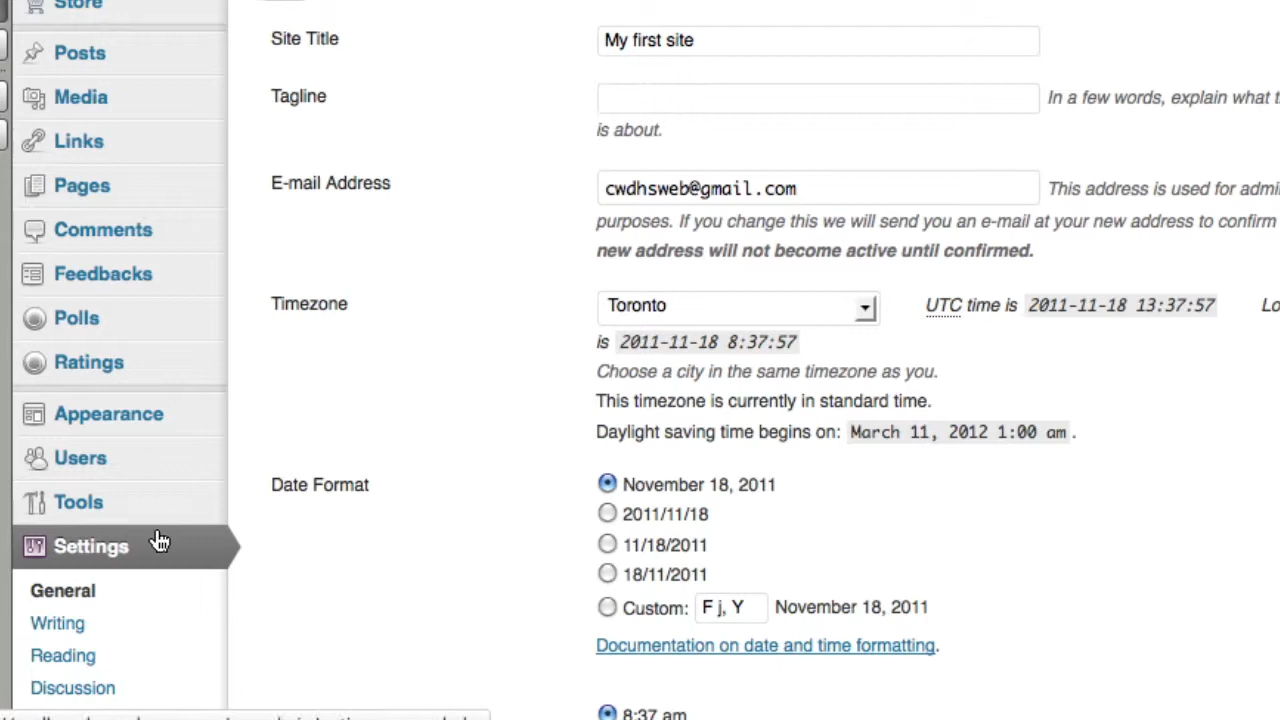 Store
Posts
Media
Links
Pages
Comments
Feedbacks
Polls
Ratings
Appearance
Users
Tools
Settings
General
Writing
Reading
Discussion
Site Title
My first site
Tagline
In a few words, explain what
is about.
E-mail Address
cwdhsweb@gmail.com
This address is used for
purposes. If you change this we will send you an e-mail at your new address to confirm
new address will not become active until confirmed.
Timezone
Toronto
UTC time is 2011-11-18 13:37:57
is 2011-11-18 8:37:57
Choose a city in the same timezone as you.
This timezone is currently in standard time.
Daylight saving time begins on: March 11, 2012 1:00 am .
Date Format
November 18, 2011
2011/11/18
11/18/2011
18/11/2011
Custom: F j, Y November 18, 2011
Documentation on date and time formatting.
8:37 am